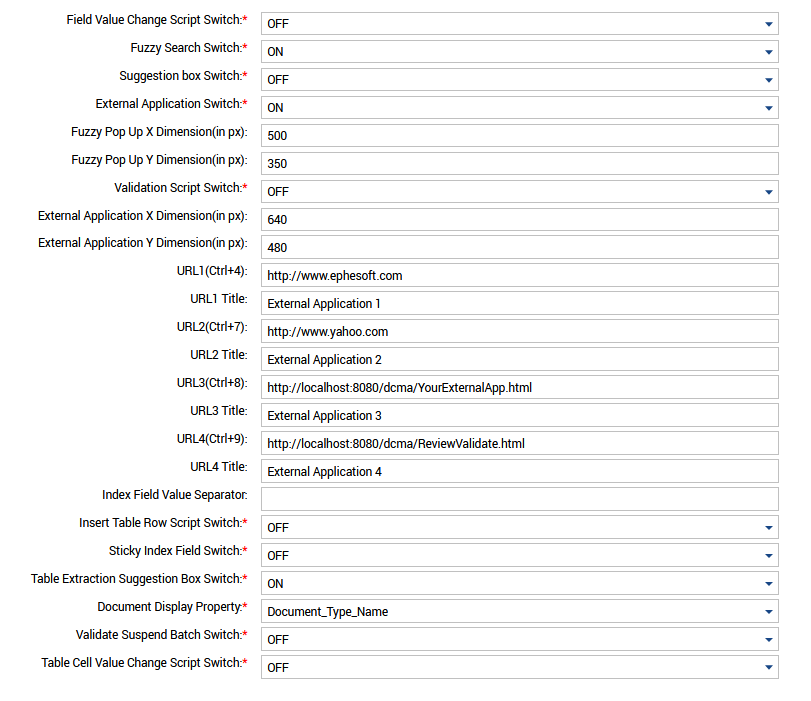 Field Value Change Script Switch:* OFF
Fuzzy Search Switch:* ON
Suggestion box Switch:* OFF
External Application Switch:* ON
Fuzzy Pop Up X Dimension(in px): 500
Fuzzy Pop Up Y Dimension(in px): 350
Validation Script Switch:* OFF
External Application X Dimension(in px): 640
External Application Y Dimension(in px): 480
URL1(Ctrl+4): http://www.ephesoft.com
URL1 Title: External Application 1
URL2(Ctrl+7): http://www.yahoo.com
URL2 Title: External Application 2
URL3(Ctrl+8): http://localhost:8080/dcma/YourExternalApp.html
URL3 Title: External Application 3
URL4(Ctrl+9): http://localhost:8080/dcma/ReviewValidate.html
URL4 Title: External Application 4
Index Field Value Separator:
Insert Table Row Script Switch:* OFF
Sticky Index Field Switch:* OFF
Table Extraction Suggestion Box Switch:* ON
Document Display Property:* Document_Type_Name
Validate Suspend Batch Switch:* OFF
Table Cell Value Change Script Switch:* OFF